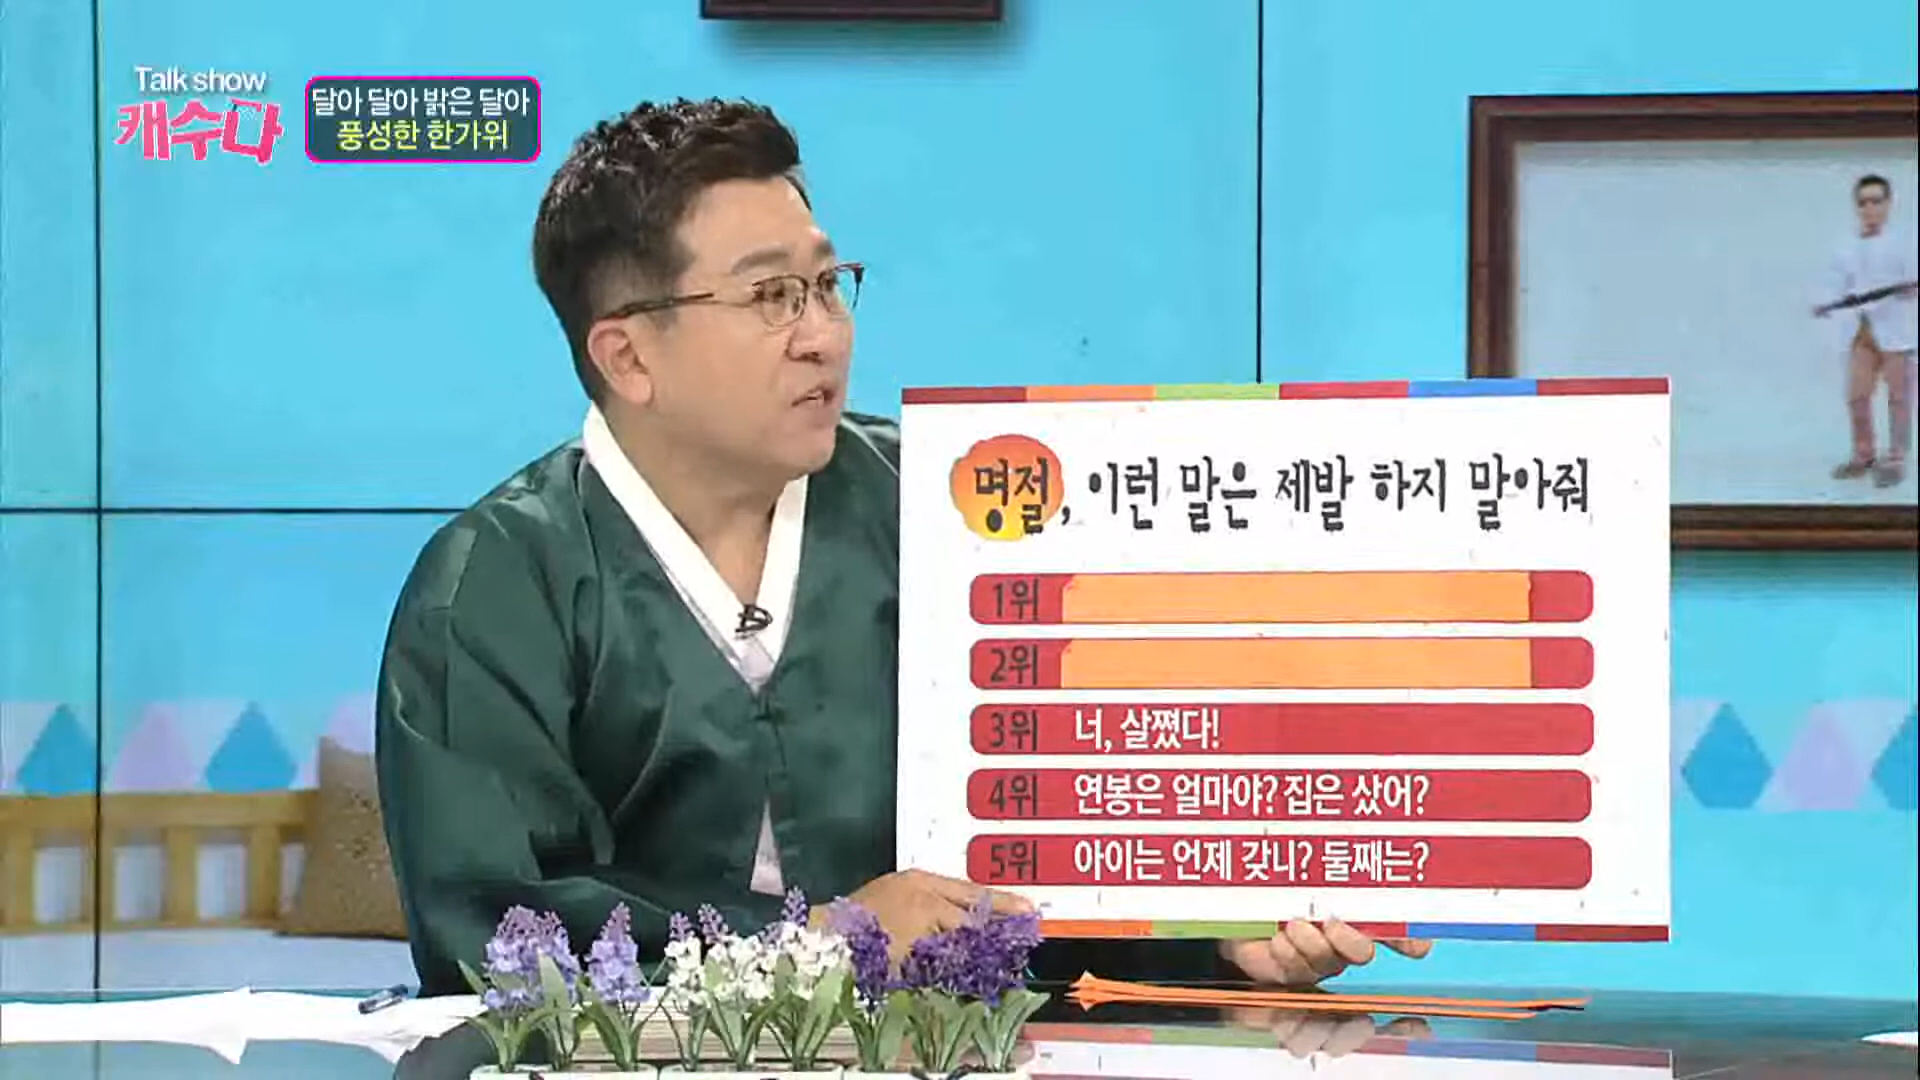 Talk show
캐수다
달아 달아 밝은 달아
풍성한 한가위
명절, 이런 말은 제발 하지 말아줘
1위
2위
3위 너, 살쪘다!
4위 연봉은 얼마야? 집은 샀어?
5위 아이는 언제 갖니? 둘째는?